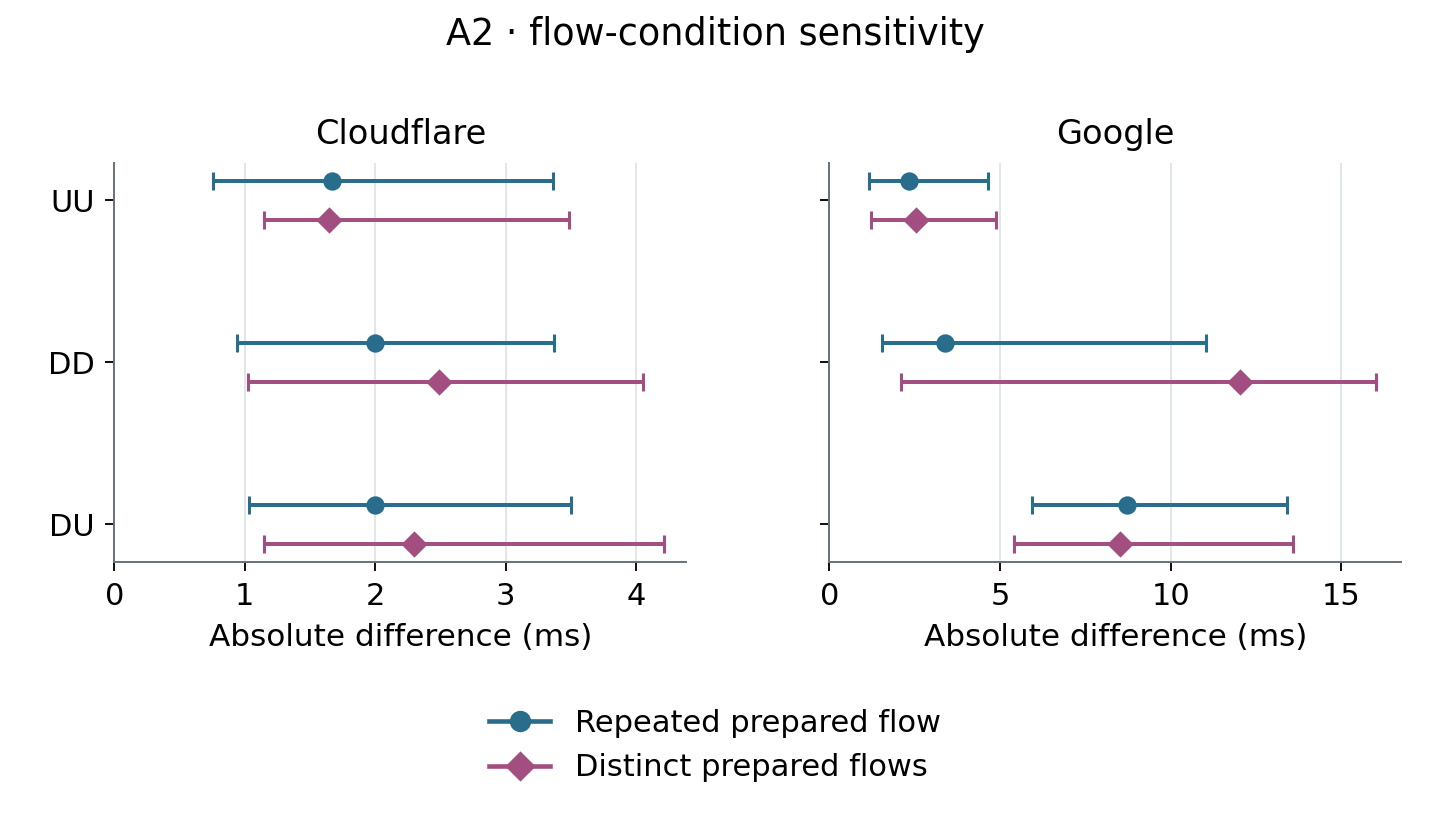 A2 · flow-condition sensitivity
Cloudflare
Google
UU
DD
DU
0 1 2 3 4
0 5 10 15
Absolute difference (ms)
Absolute difference (ms)
Repeated prepared flow
Distinct prepared flows